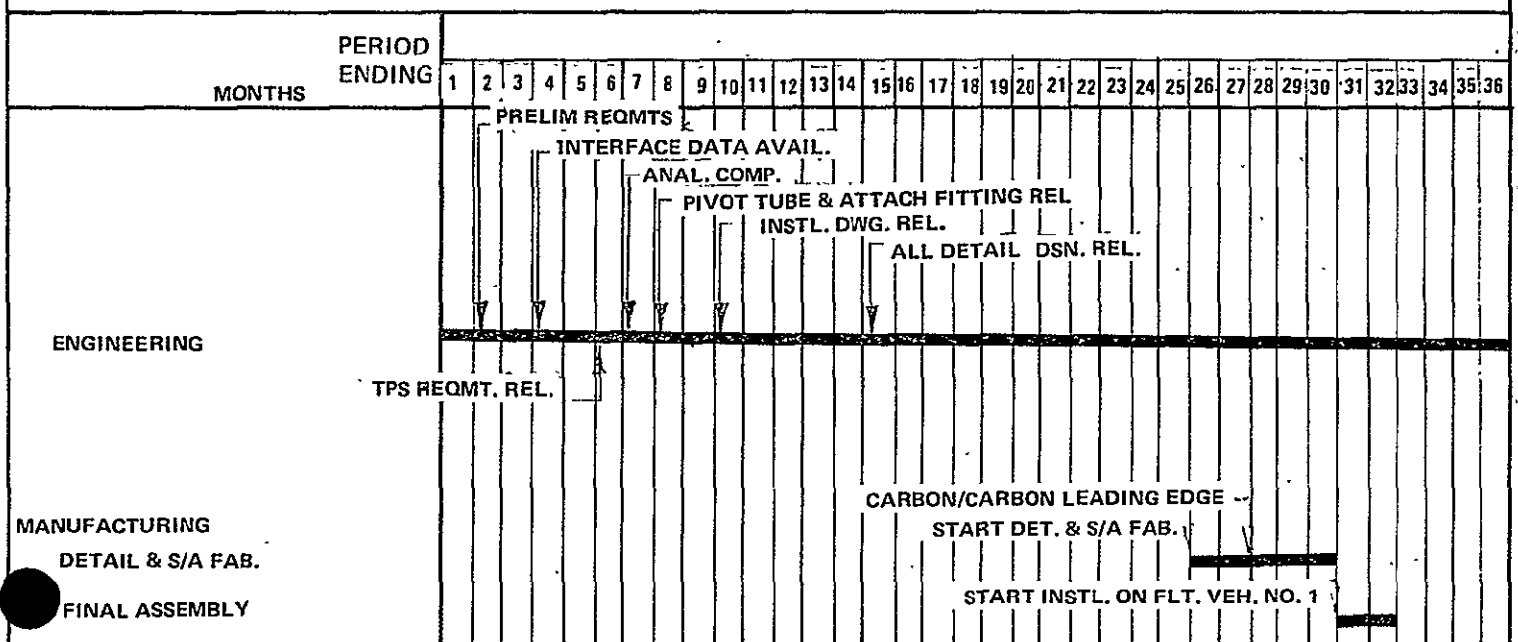 PERIOD
ENDING
MONTHS
1 2 3 4 5 6 7 8 9 10 11 12 13 14 15 16 17 18 19 20 21 22 23 24 25 26 27 28 29 30 31 32 33 34 35 36
PRELIM REQMTS
INTERFACE DATA AVAIL.
ANAL. COMP.
PIVOT TUBE & ATTACH FITTING REL
INSTL. DWG. REL.
ALL DETAIL DSN. REL.
ENGINEERING
TPS REQMT. REL.
CARBON/CARBON LEADING EDGE
MANUFACTURING
START DET. & S/A FAB.
DETAIL & S/A FAB.
START INSTL. ON FLT. VEH. NO. 1
FINAL ASSEMBLY